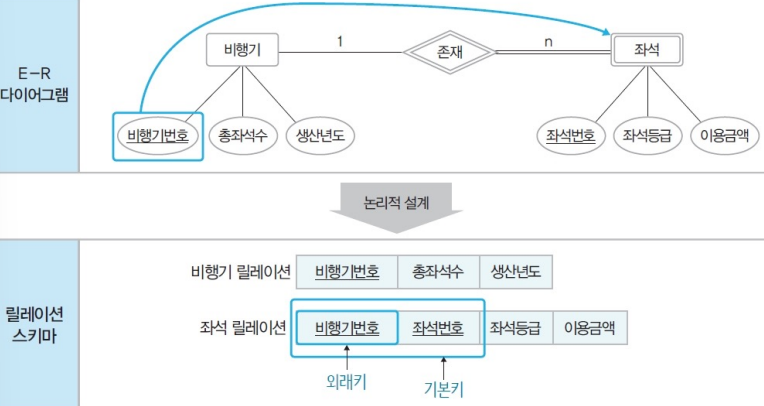 E-R
다이어그램
비행기
1
존재
n
좌석
비행기번호
총좌석수
생산년도
좌석번호
좌석등급
이용금액
논리적 설계
릴레이션
스키마
비행기 릴레이션
비행기번호
총좌석수
생산년도
좌석 릴레이션
비행기번호
좌석번호
좌석등급
이용금액
외래키
기본키